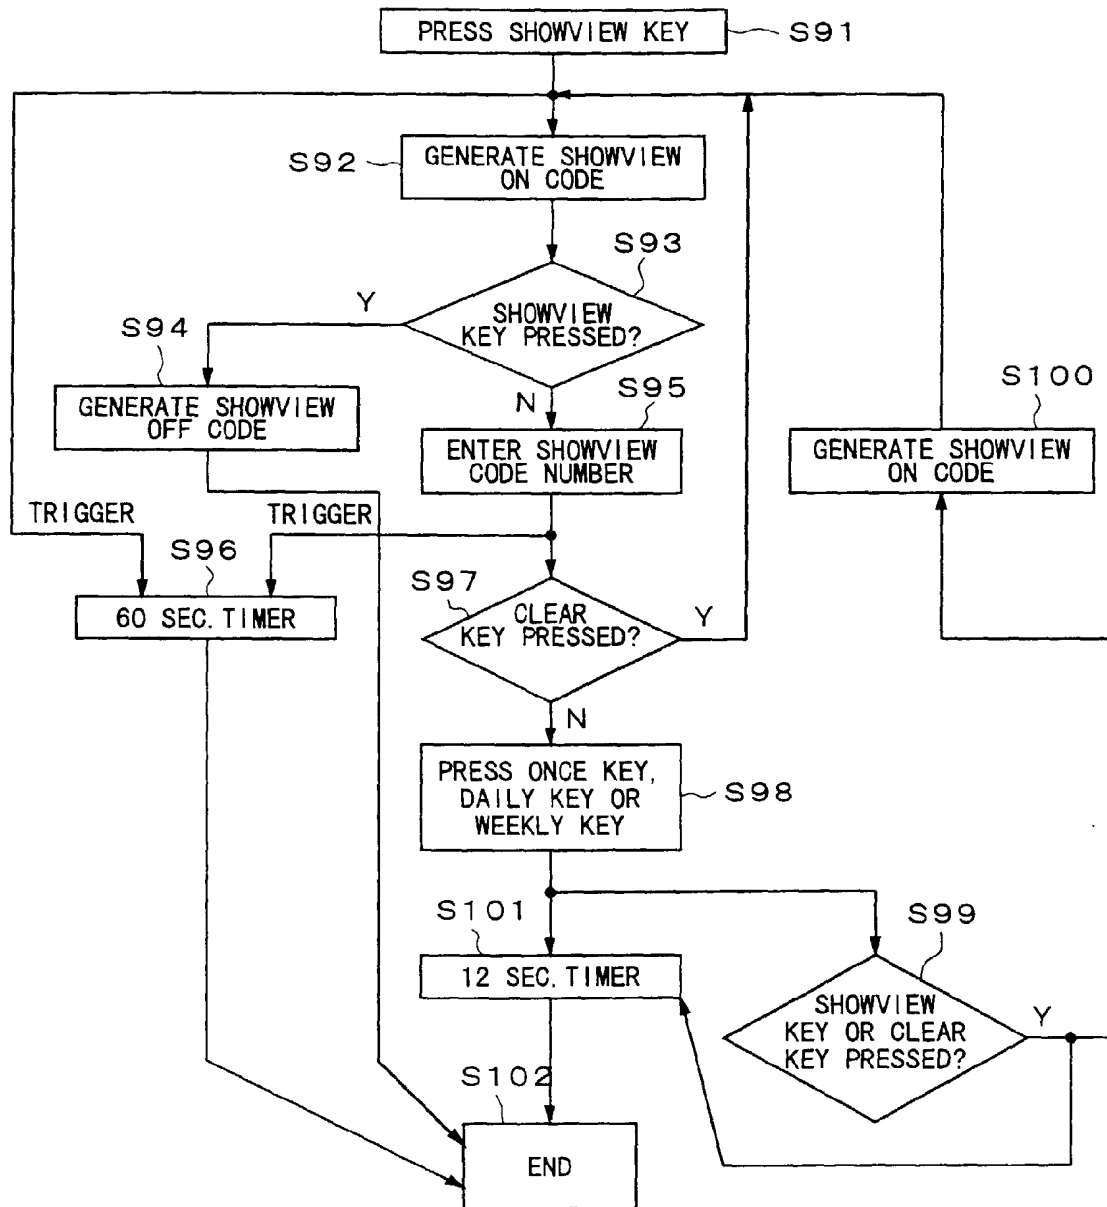 PRESS SHOWVIEW KEY
S91
S92
GENERATE SHOWVIEW
ON CODE
S93
SHOWVIEW
KEY PRESSED?
Y
N
S94
GENERATE SHOWVIEW
OFF CODE
S95
ENTER SHOWVIEW
CODE NUMBER
S100
GENERATE SHOWVIEW
ON CODE
TRIGGER
TRIGGER
S96
60 SEC. TIMER
S97
CLEAR
KEY PRESSED?
Y
N
PRESS ONCE KEY,
DAILY KEY OR
WEEKLY KEY
S98
S101
12 SEC. TIMER
S99
SHOWVIEW
KEY OR CLEAR
KEY PRESSED?
Y
S102
END